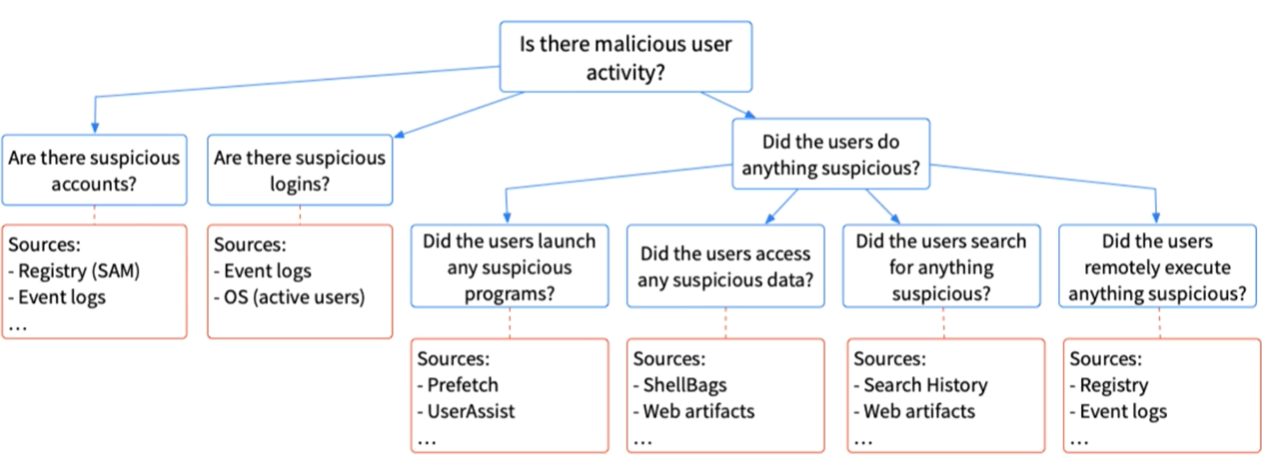 Is there malicious user
activity?
Are there suspicious
accounts?
Are there suspicious
logins?
Did the users do
anything suspicious?
Sources:
- Registry (SAM)
- Event logs
...
Sources:
- Event logs
- OS (active users)
Did the users launch
any suspicious
programs?
Did the users access
any suspicious data?
Did the users search
for anything
suspicious?
Did the users
remotely execute
anything suspicious?
Sources:
- Prefetch
- UserAssist
...
Sources:
- ShellBags
- Web artifacts
...
Sources:
- Search History
- Web artifacts
...
Sources:
- Registry
- Event logs
...